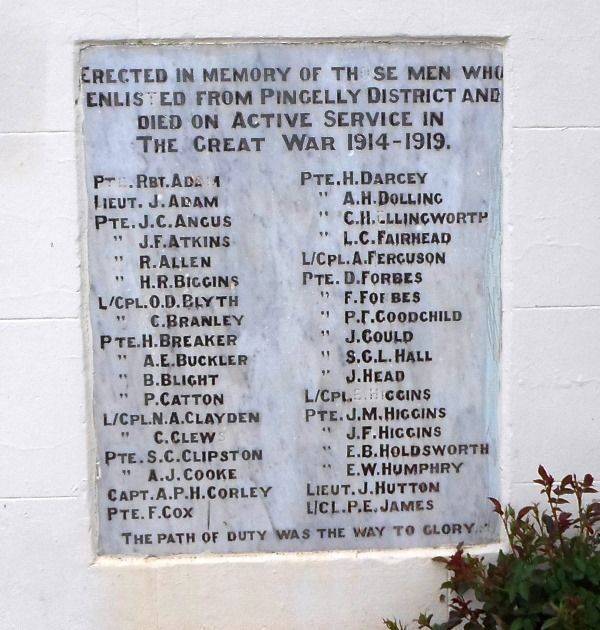 ERECTED IN MEMORY OF THOSE MEN WHO
ENLISTED FROM PINGELLY DISTRICT AND
DIED ON ACTIVE SERVICE IN
THE GREAT WAR 1914-1919.
PTE. RBT. ADAM
LIEUT. J. ADAM
PTE. J.C. ANGUS
" J.F. ATKINS
" R. ALLEN
" H.R. BIGGINS
L/CPL. O.D. BLYTH
" C. BRANLEY
PTE. H. BREAKER
" A.E. BUCKLER
" B. BLIGHT
" P. CATTON
L/CPL. N.A. CLAYDEN
" C. CLEWS
PTE. S.C. CLIPSTON
" A.J. COOKE
CAPT. A.P.H. CORLEY
PTE. F. COX
PTE. H. DARCEY
" A.H. DOLLING
" C.H. ELLINGWORTH
" L.C. FAIRHEAD
L/CPL. A. FERGUSON
PTE. D. FORBES
" F. FORBES
" P.F. GOODCHILD
" J. GOULD
" S.G.L. HALL
" J. HEAD
L/CPL. HIGGINS
PTE. J.M. HIGGINS
" J.F. HIGGINS
" E.B. HOLDSWORTH
" E.W. HUMPHRY
LIEUT. J. HUTTON
L/CL. P.E. JAMES
THE PATH OF DUTY WAS THE WAY TO GLORY.